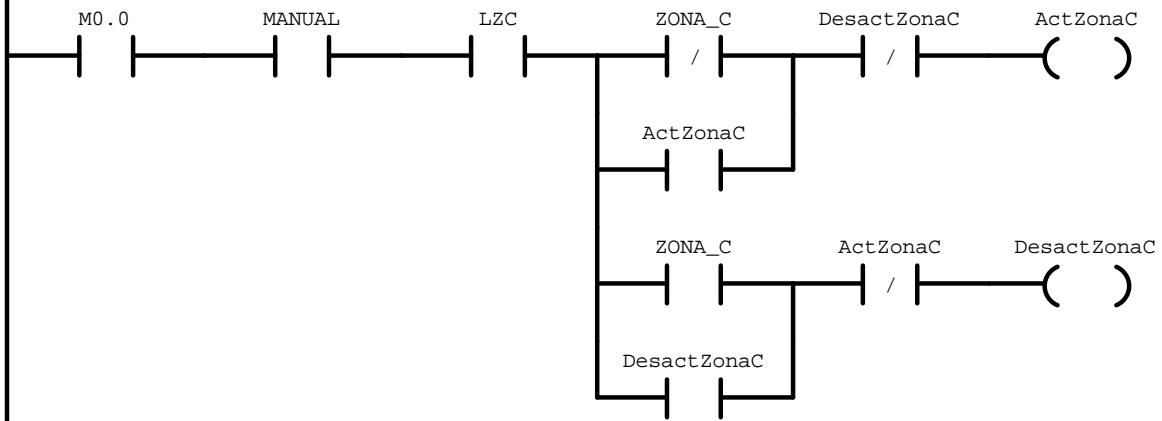 M0.0 MANUAL LZC ZONA_C DesactZonaC ActZonaC
/ /
ActZonaC
ZONA_C ActZonaC DesactZonaC
/
DesactZonaC